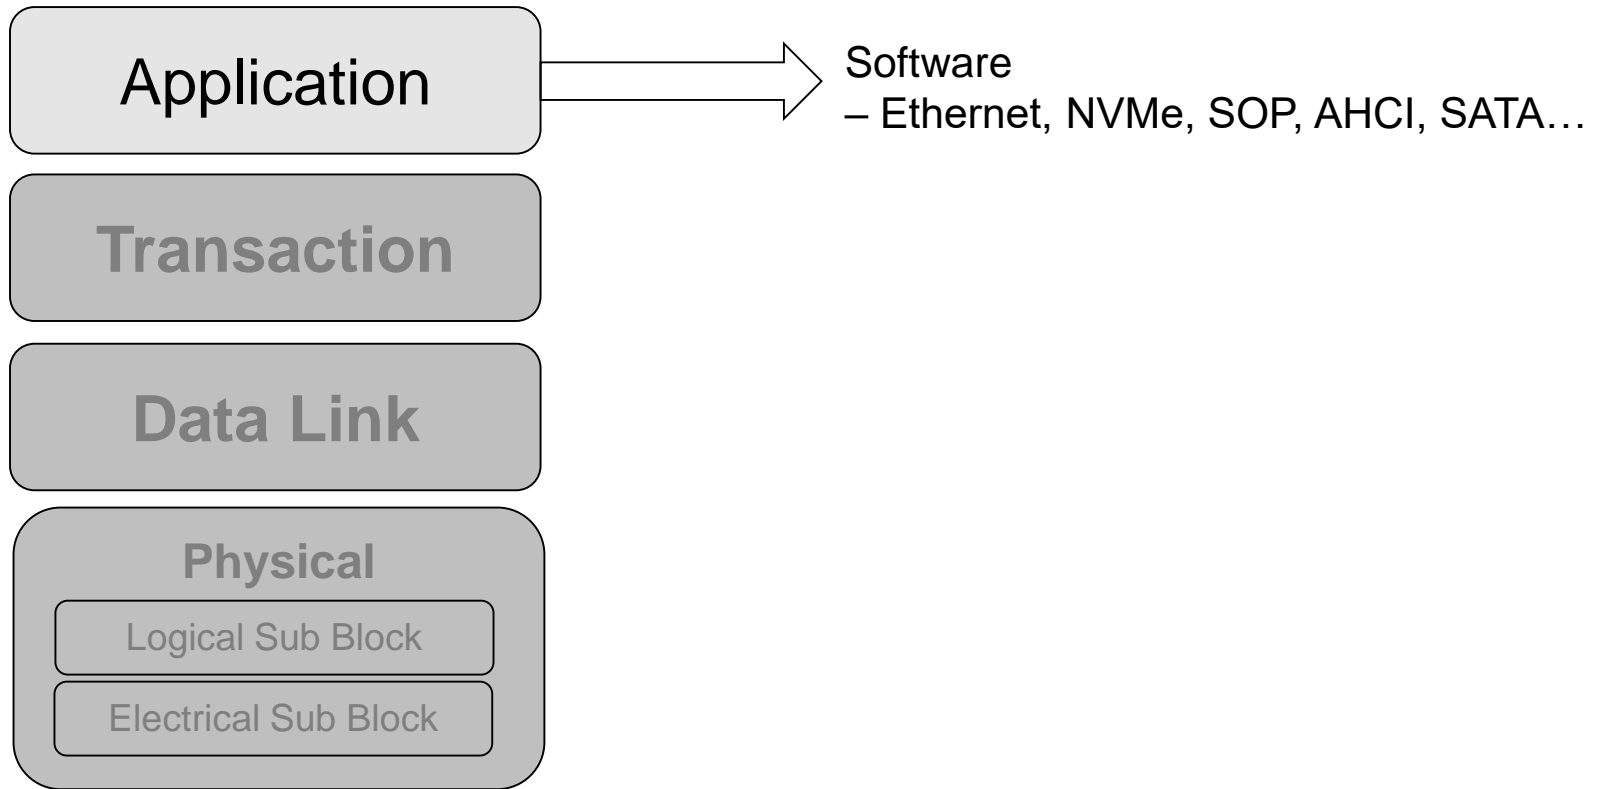 Application
Software
– Ethernet, NVMe, SOP, AHCI, SATA…
Transaction
Data Link
Physical
Logical Sub Block
Electrical Sub Block